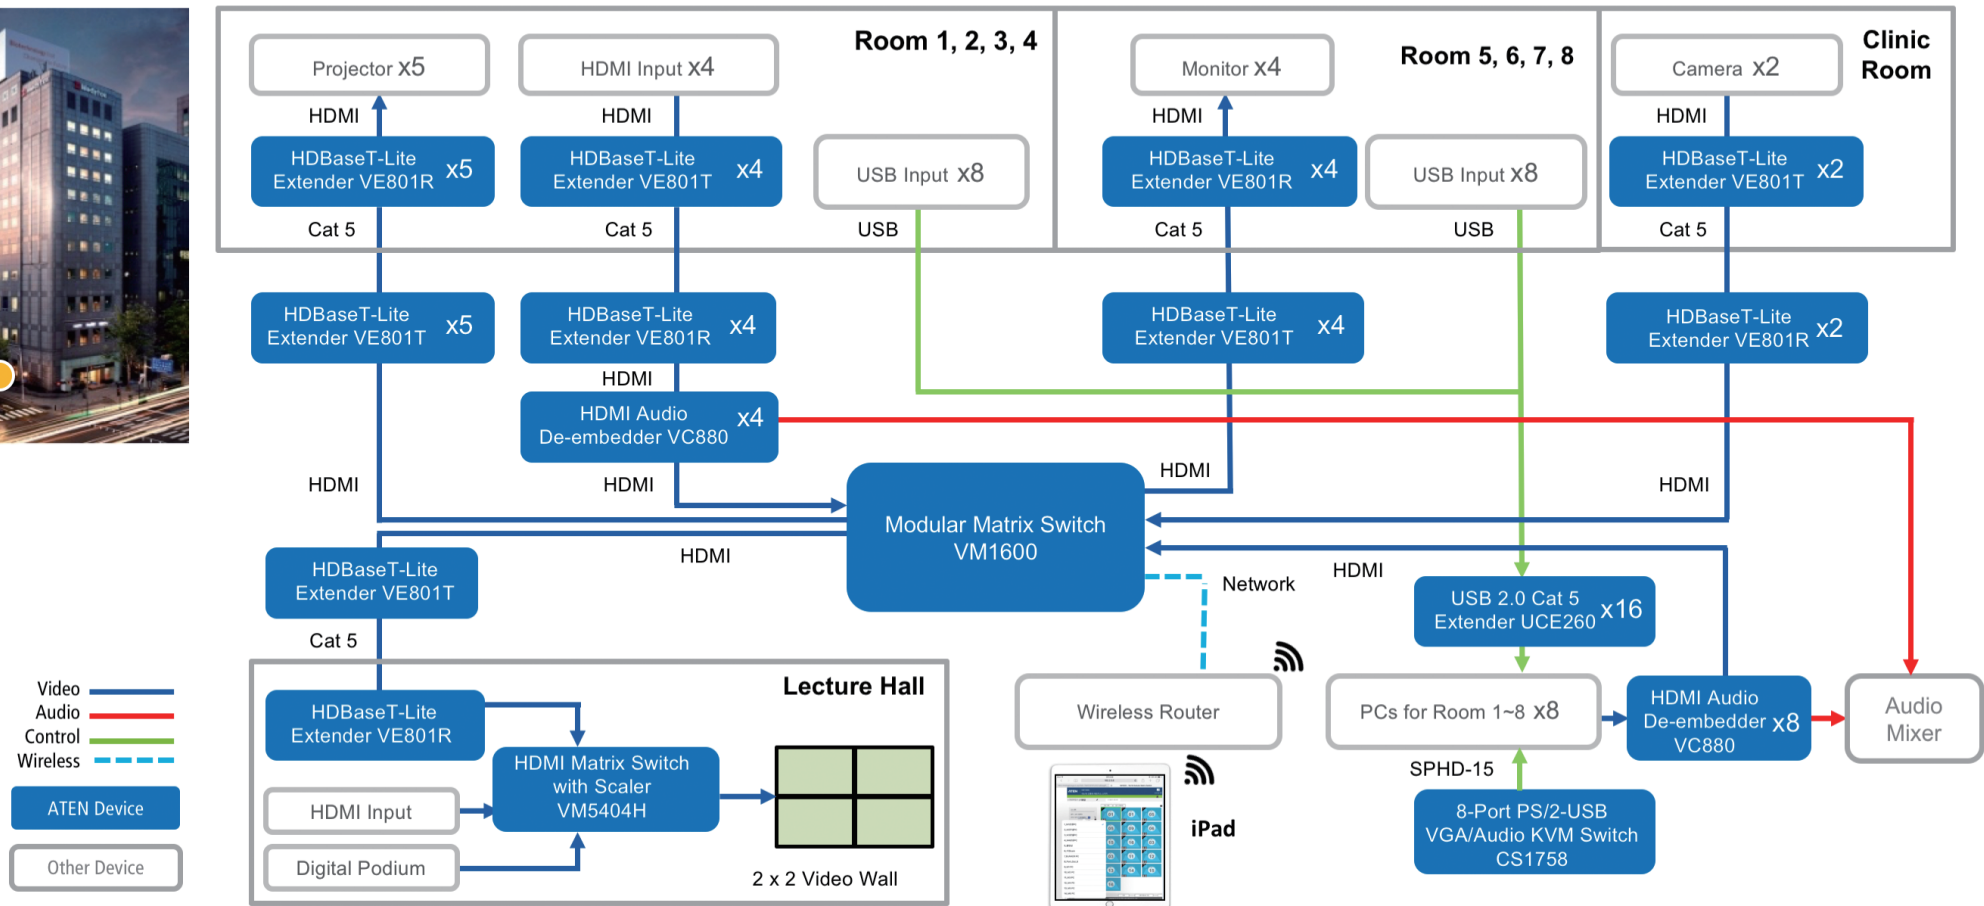 Room 1, 2, 3, 4
Projector x5
HDMI Input x4
HDMI
HDMI
HDBaseT-Lite
Extender VE801R
x5
HDBaseT-Lite
Extender VE801T
x4
USB Input x8
Cat 5
Cat 5
USB
Room 5, 6, 7, 8
Monitor x4
HDMI
HDBaseT-Lite
Extender VE801R
x4
USB Input x8
Cat 5
USB
Clinic
Room
Camera x2
HDMI
HDBaseT-Lite
Extender VE801T
x2
Cat 5
HDBaseT-Lite
Extender VE801T
x5
HDBaseT-Lite
Extender VE801R
x4
HDBaseT-Lite
Extender VE801T
x4
HDBaseT-Lite
Extender VE801R
x2
HDMI
HDMI Audio
De-embedder VC880
x4
HDMI
HDMI
HDMI
HDMI
Modular Matrix Switch
VM1600
HDMI
HDMI
Network
HDBaseT-Lite
Extender VE801T
Cat 5
USB 2.0 Cat 5
Extender UCE260
x16
Lecture Hall
HDBaseT-Lite
Extender VE801R
HDMI Matrix Switch
with Scaler
VM5404H
HDMI Input
Digital Podium
2 x 2 Video Wall
Wireless Router
iPad
PCs for Room 1~8 x8
HDMI Audio
De-embedder
VC880
x8
Audio
Mixer
SPHD-15
8-Port PS/2-USB
VGA/Audio KVM Switch
CS1758
Video
Audio
Control
Wireless
ATEN Device
Other Device